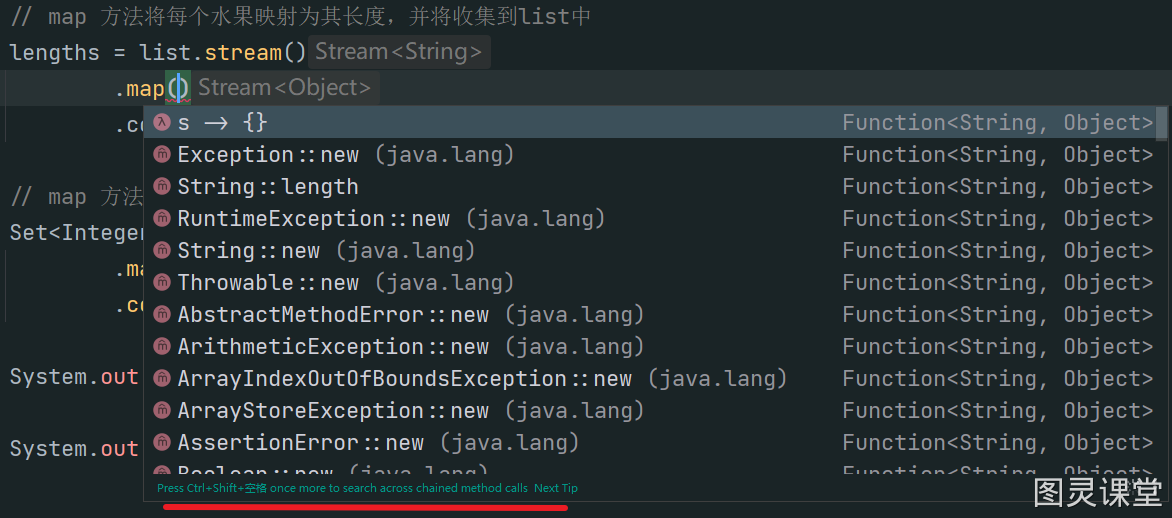 // map 方法将每个水果映射为其长度，并将收集到list中
lengths = list.stream() Stream<String>
.map() Stream<Object>
s -> {} Function<String, Object>
.co
Exception::new (java.lang) Function<String, Object>
String::length Function<String, Object>
// map 方法
RuntimeException::new (java.lang) Function<String, Object>
Set<Integer
String::new (java.lang) Function<String, Object>
.ma
Throwable::new (java.lang) Function<String, Object>
.co
AbstractMethodError::new (java.lang) Function<String, Object>
ArithmeticException::new (java.lang) Function<String, Object>
System.out
ArrayIndexOutOfBoundsException::new (java.lang) Function<String, Object>
ArrayStoreException::new (java.lang) Function<String, Object>
System.out
AssertionError::new (java.lang) Function<String, Object>
Boolean::new (java.lang) Function<String, Object>
Press Ctrl+Shift+空格 once more to search across chained method calls Next Tip
图灵课堂